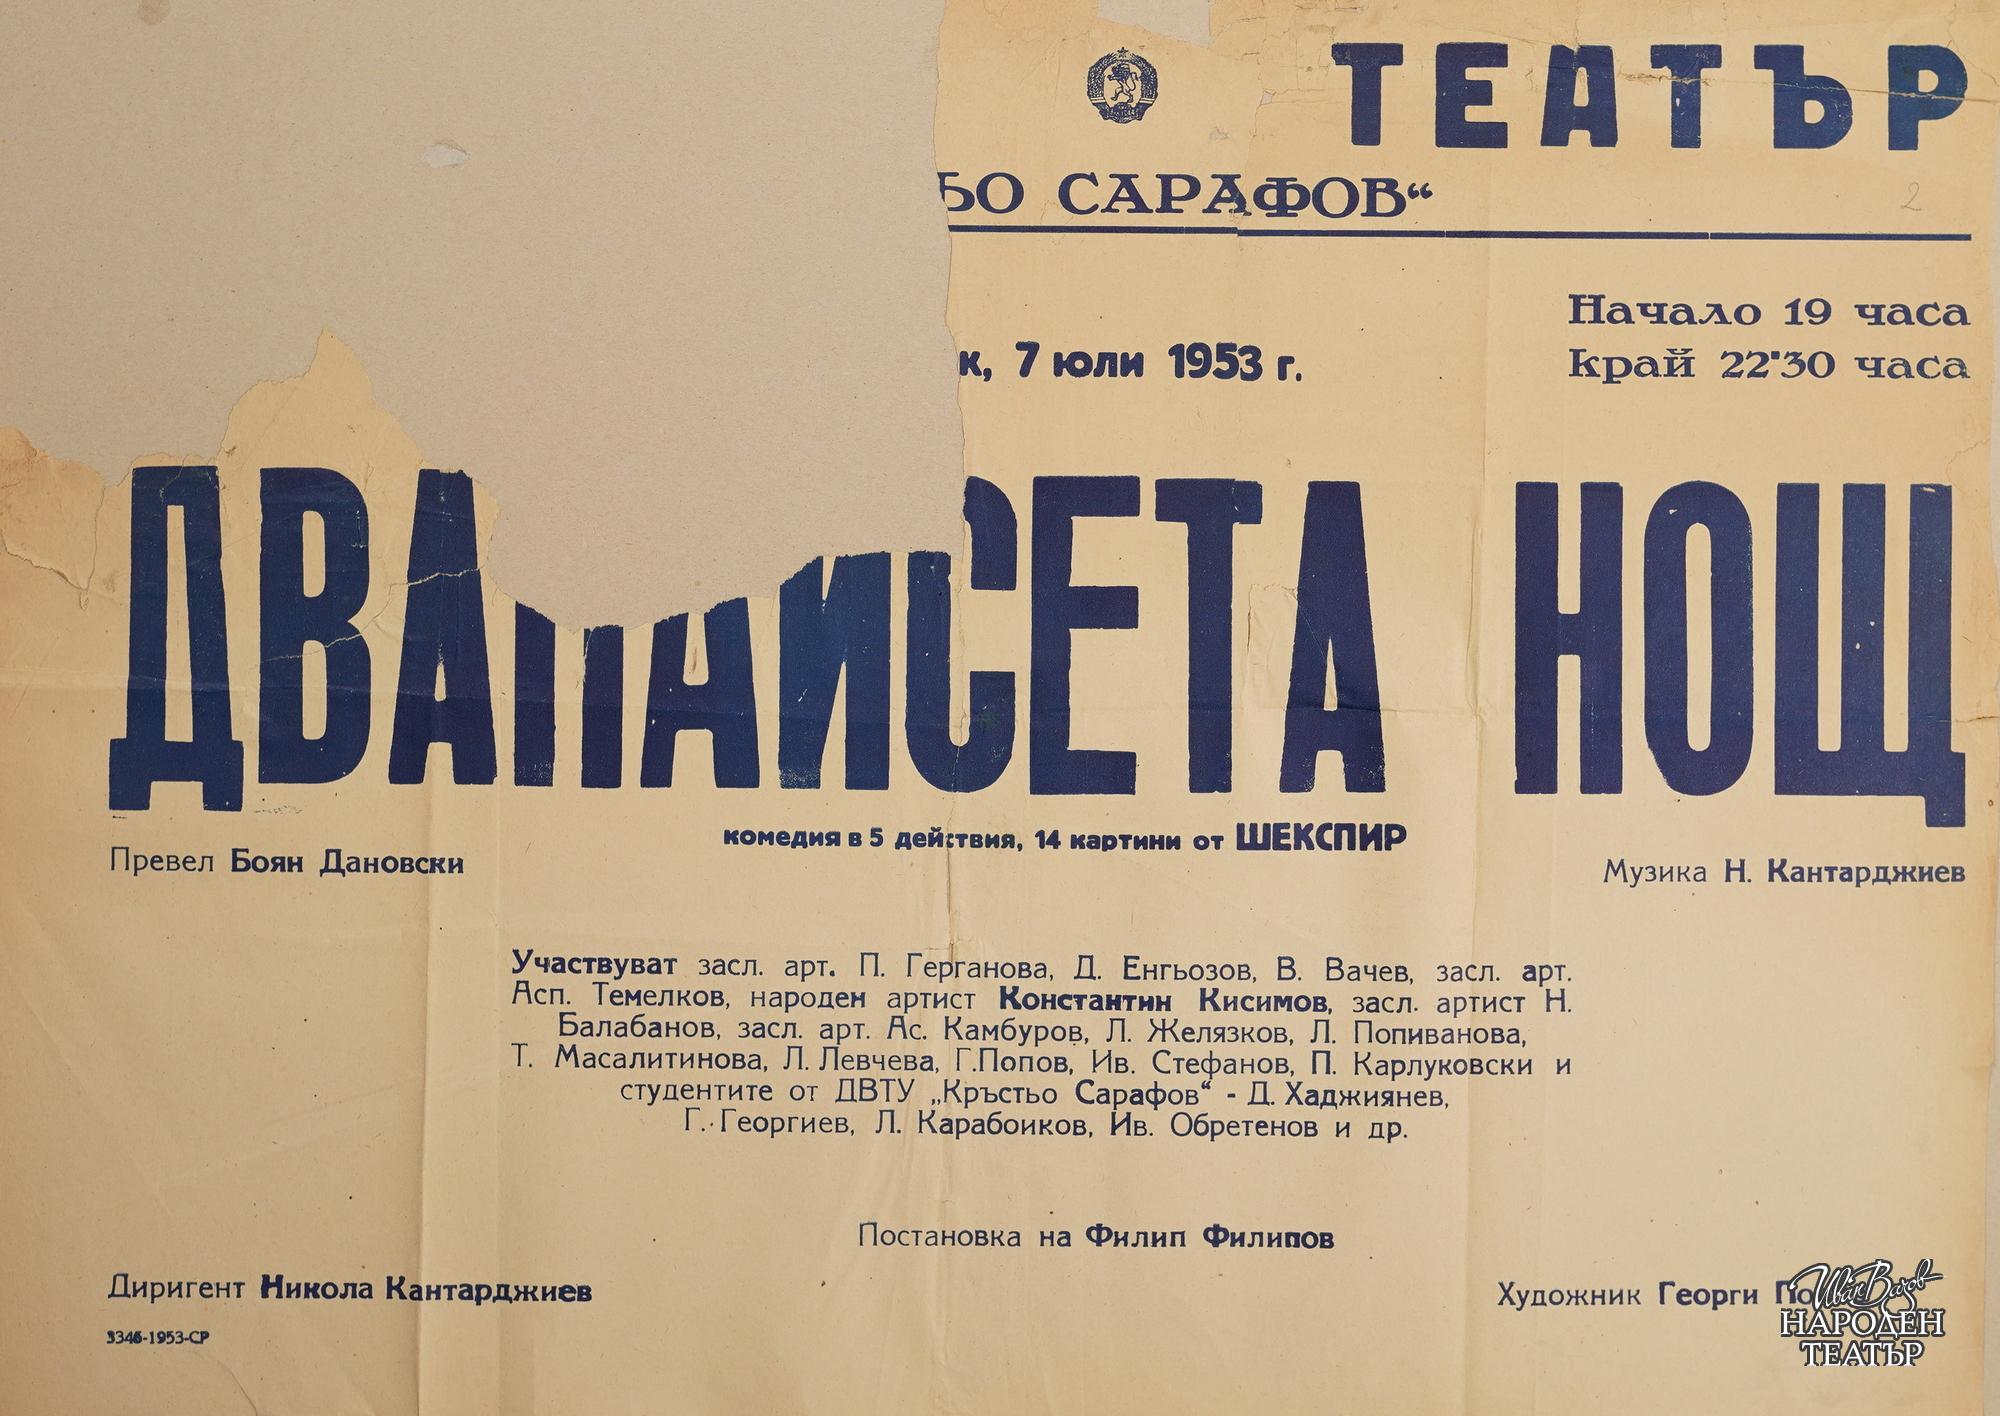 ТЕАТЪР
ЬО САРАФОВ“
Начало 19 часа
к, 7 юли 1953 г.
Край 22·30 часа
ДВАНАЙСЕТА НОЩ
комедия в 5 действия, 14 картини от ШЕКСПИР
Превел Боян Дановски
Музика Н. Кантарджиев
Участвуват засл. арт. П. Герганова, Д. Енгьозов, В. Вачев, засл. арт.
Асп. Темелков, народен артист Константин Кисимов, засл. артист Н.
Балабанов, засл. арт. Ас. Камбуров, Л. Желязков, Л. Попиванова,
Т. Масалитинова, Л. Левчева, Г. Попов, Ив. Стефанов, П. Карлуковски и
студентите от ДВТУ „Кръстьо Сарафов“ - Д. Хаджиянев,
Г. Георгиев, Л. Карабоиков, Ив. Обретенов и др.
Постановка на Филип Филипов
Диригент Никола Кантарджиев
Художник Георги
3346-1953-СР
Иван Вазов
НАРОДЕН
ТЕАТЪР